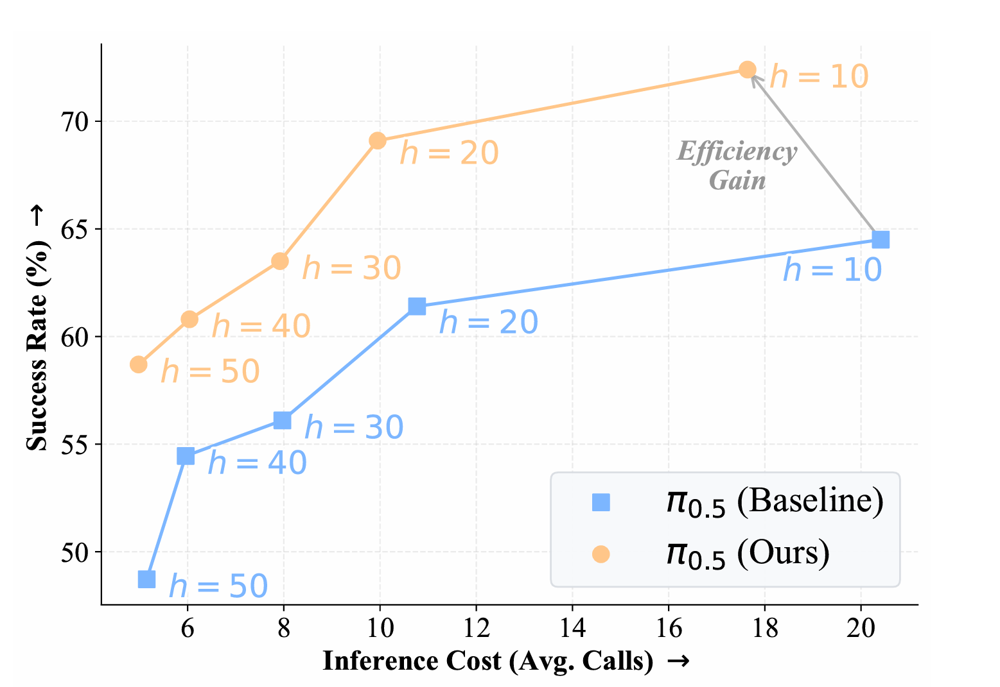 h = 10
70
h = 20
Efficiency
Gain
65
h = 30
h = 10
h = 20
h = 40
60
h = 50
h = 30
55
h = 40
π0.5 (Baseline)
π0.5 (Ours)
50
h = 50
6 8 10 12 14 16 18 20
Inference Cost (Avg. Calls) →
Success Rate (%) →